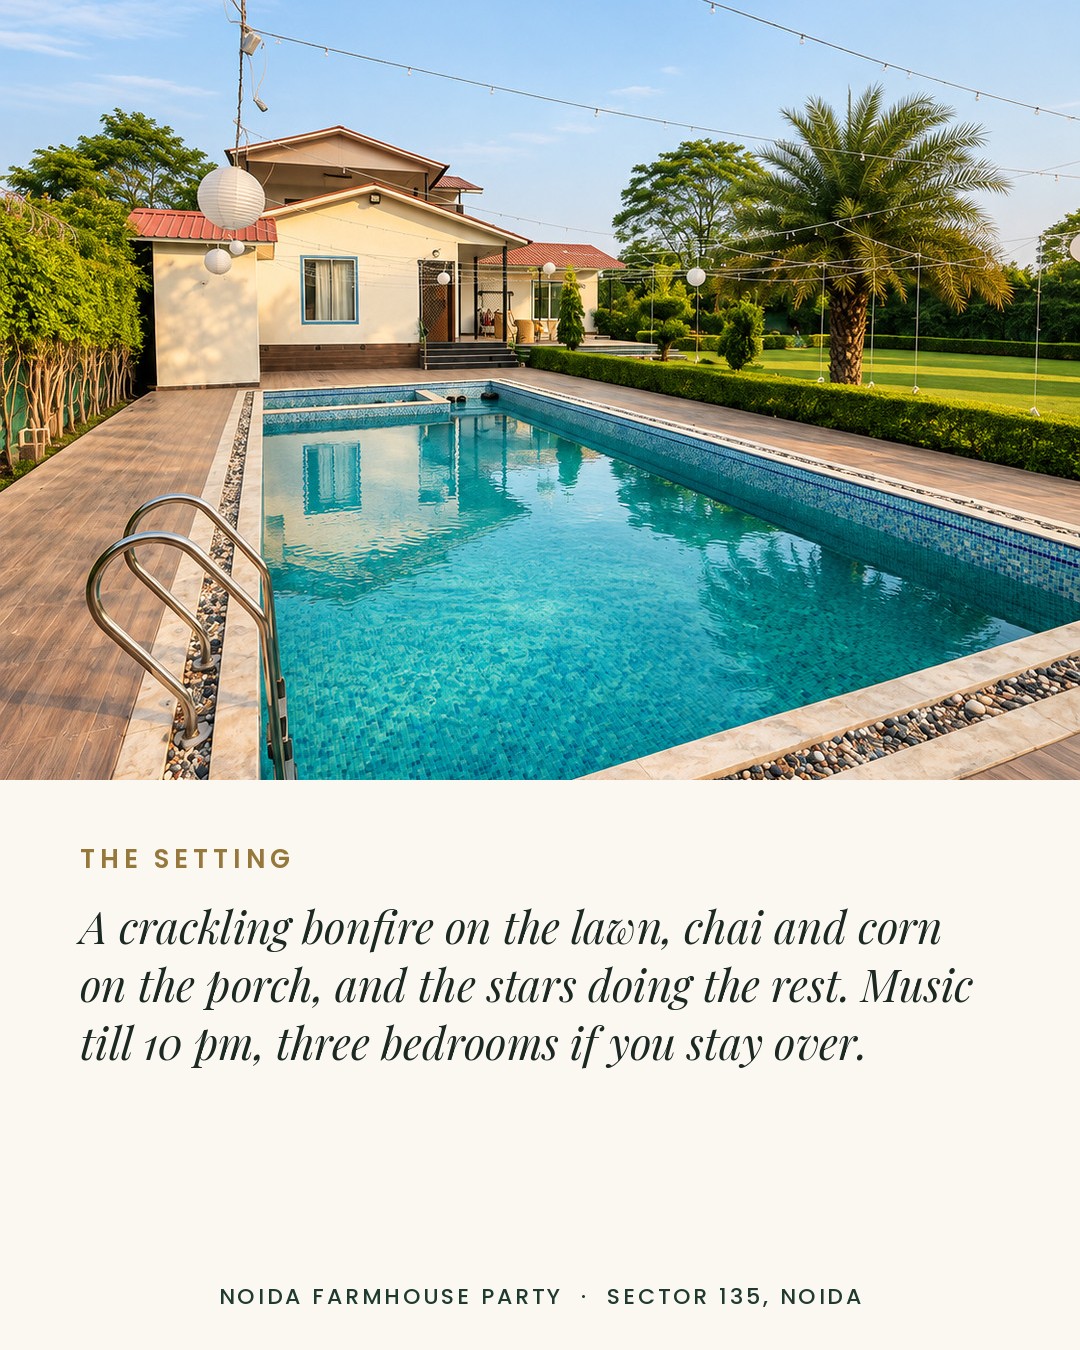 THE SETTING
A crackling bonfire on the lawn, chai and corn
on the porch, and the stars doing the rest. Music
till 10 pm, three bedrooms if you stay over.
NOIDA FARMHOUSE PARTY · SECTOR 135, NOIDA